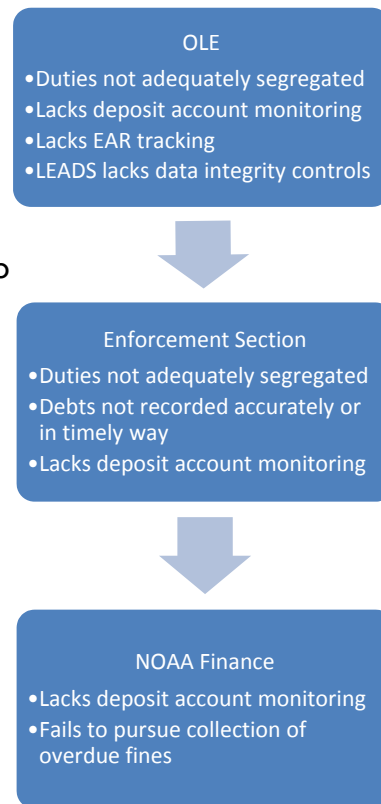 OLE
•Duties not adequately segregated
•Lacks deposit account monitoring
•Lacks EAR tracking
•LEADS lacks data integrity controls
Enforcement Section
•Duties not adequately segregated
•Debts not recorded accurately or
in timely way
•Lacks deposit account monitoring
NOAA Finance
•Lacks deposit account monitoring
•Fails to pursue collection of
overdue fines